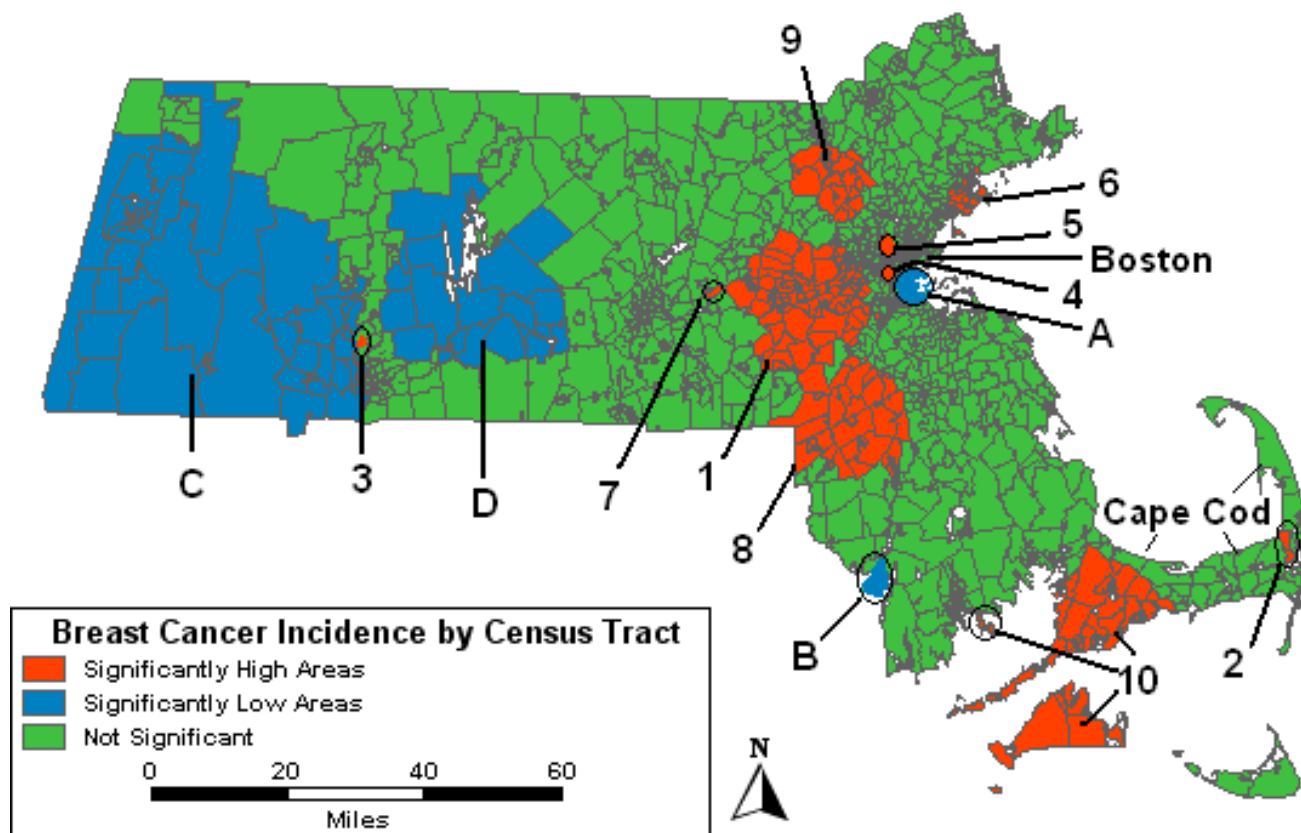 9
6
5
Boston
4
A
7
1
3
C
D
8
Cape Cod
B
2
10
Breast Cancer Incidence by Census Tract
Significantly High Areas
Significantly Low Areas
Not Significant
0 20 40 60
Miles
N